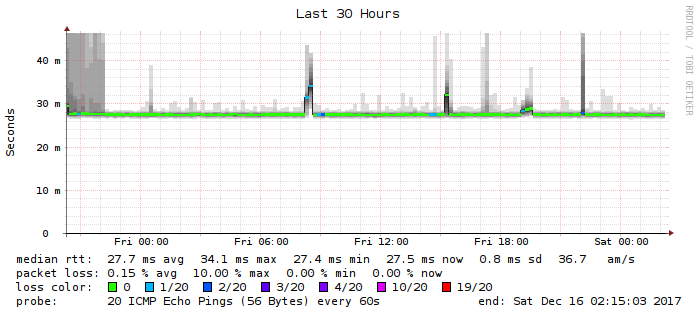 Last 30 Hours
RRDTOOL / TOBI OETIKER
Seconds
40 m
30 m
20 m
10 m
0
Fri 00:00 Fri 06:00 Fri 12:00 Fri 18:00 Sat 00:00
median rtt: 27.7 ms avg 34.1 ms max 27.4 ms min 27.5 ms now 0.8 ms sd 36.7 am/s
packet loss: 0.15 % avg 10.00 % max 0.00 % min 0.00 % now
loss color: 0 1/20 2/20 3/20 4/20 10/20 19/20
probe: 20 ICMP Echo Pings (56 Bytes) every 60s end: Sat Dec 16 02:15:03 2017